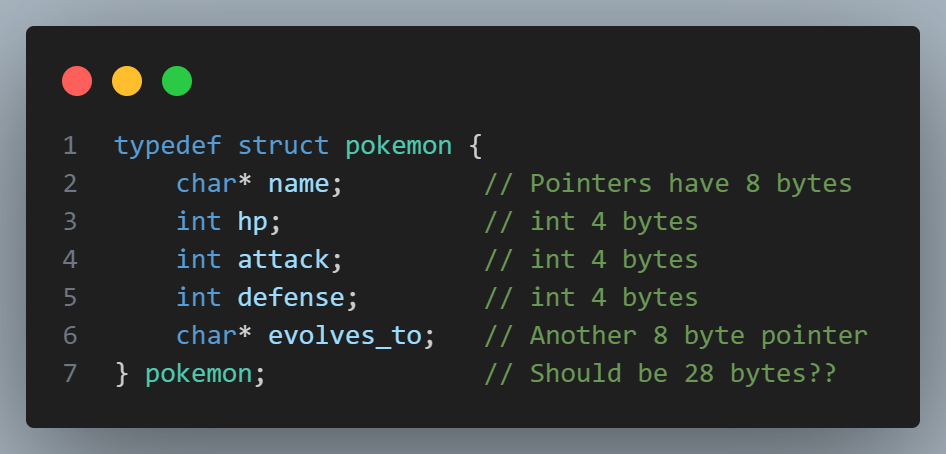 1 typedef struct pokemon {
2 char* name; // Pointers have 8 bytes
3 int hp; // int 4 bytes
4 int attack; // int 4 bytes
5 int defense; // int 4 bytes
6 char* evolves_to; // Another 8 byte pointer
7 } pokemon; // Should be 28 bytes??